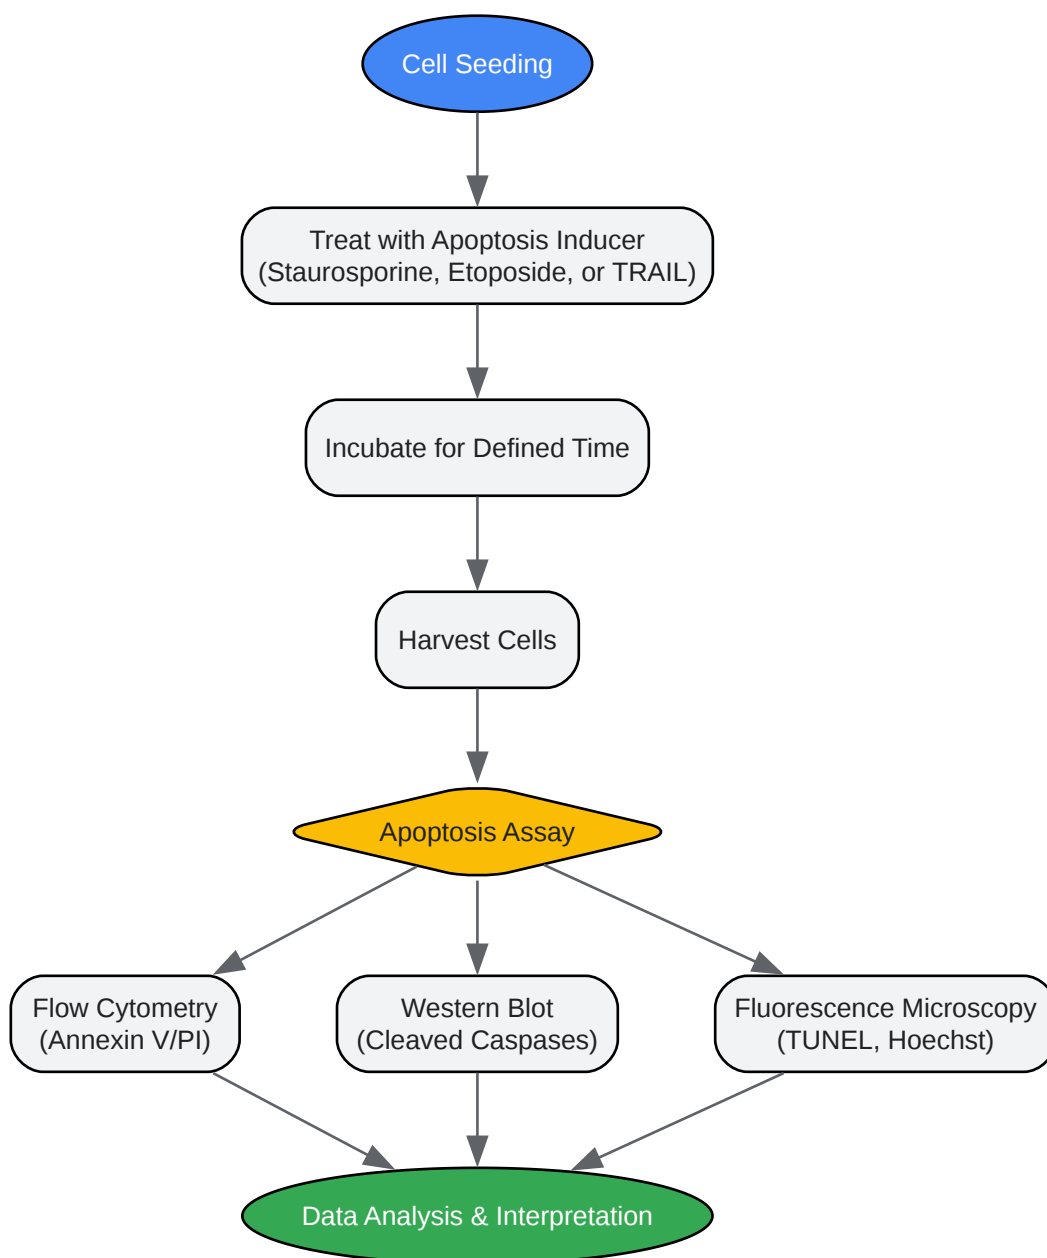 Cell Seeding
Treat with Apoptosis Inducer
(Staurosporine, Etoposide, or TRAIL)
Incubate for Defined Time
Harvest Cells
Apoptosis Assay
Flow Cytometry
(Annexin V/PI)
Western Blot
(Cleaved Caspases)
Fluorescence Microscopy
(TUNEL, Hoechst)
Data Analysis & Interpretation